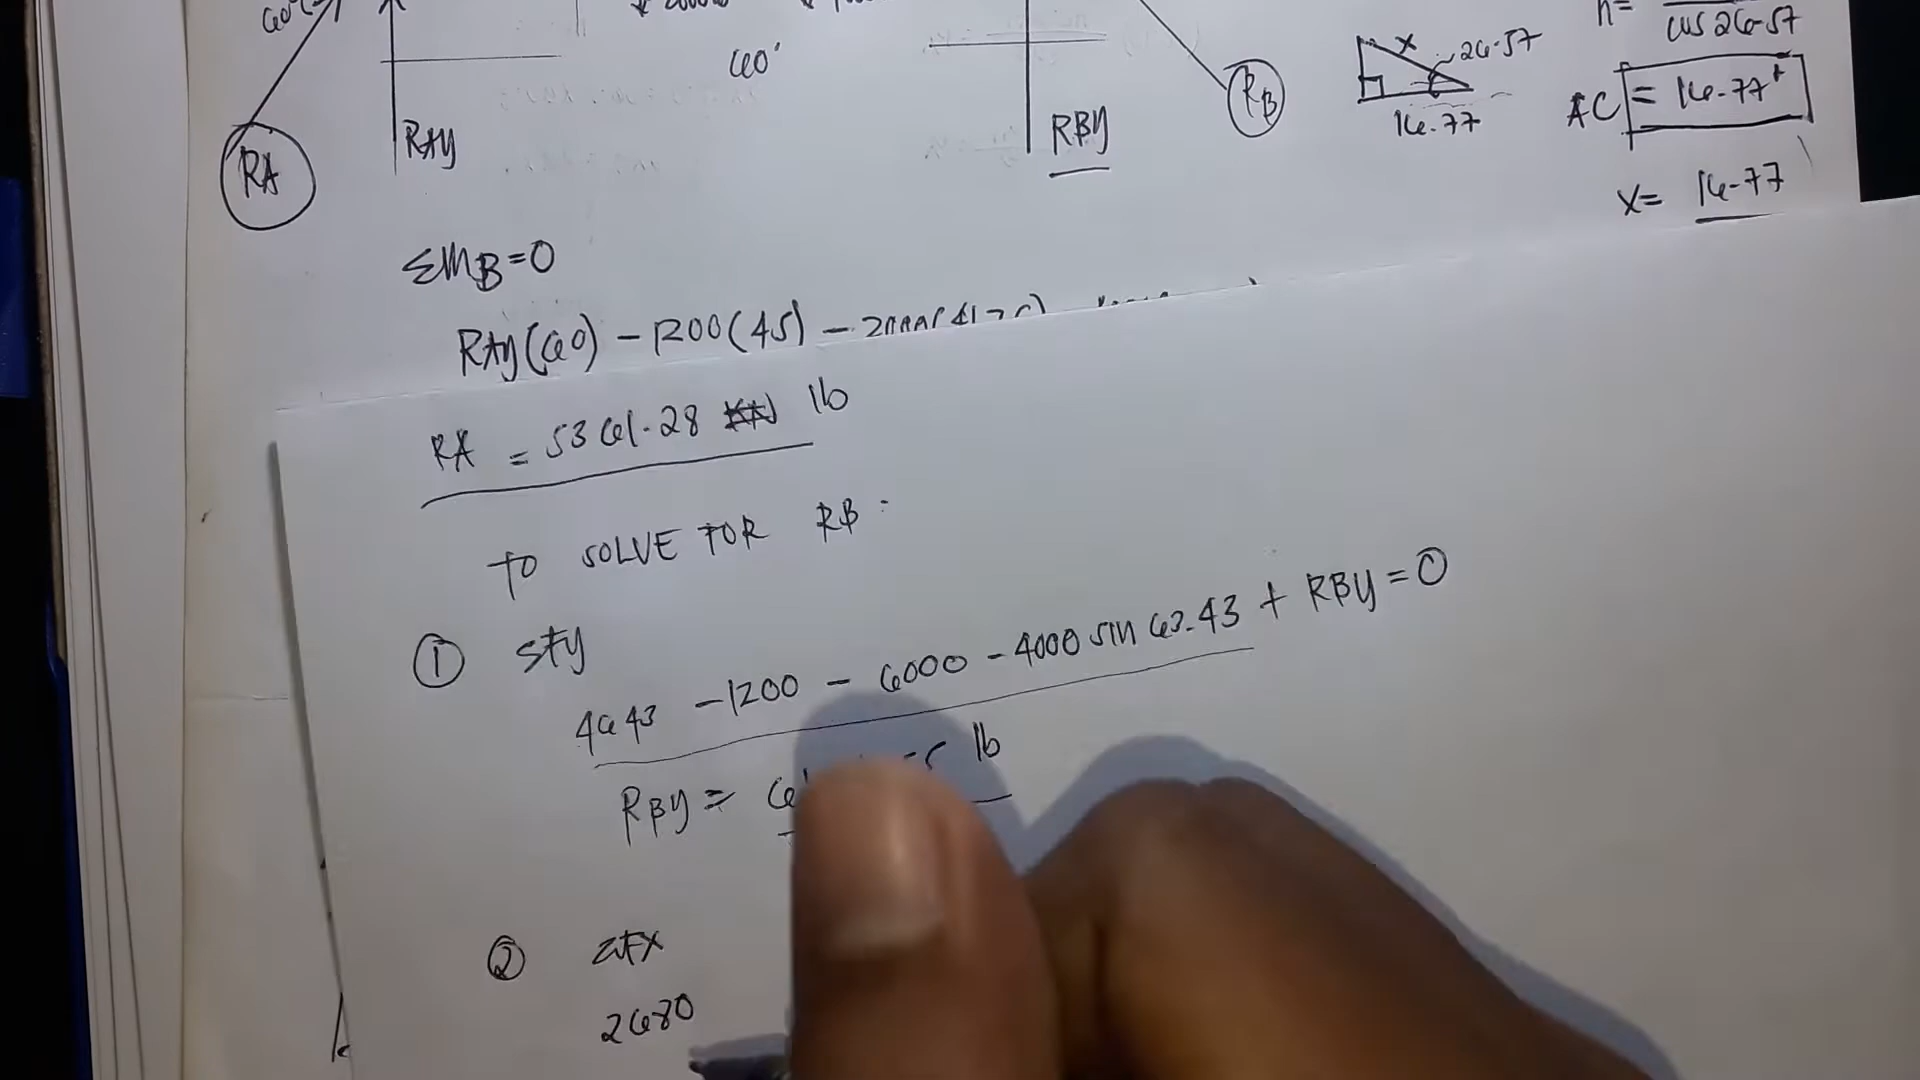 60°
60'
h=
cos 26.57
RA
RAY
RBY
RB
x
26.57
16.77
AC = 16.77'
x= 16.77
ΣMB=0
RAy(60) - 1200(45) -
RA = 5361.28 lb
TO SOLVE FOR RB:
① ΣFy
4643 - 1200 - 6000 - 4000 sin 63.43 + RBY = 0
RBY = lb
② ΣFX
2680